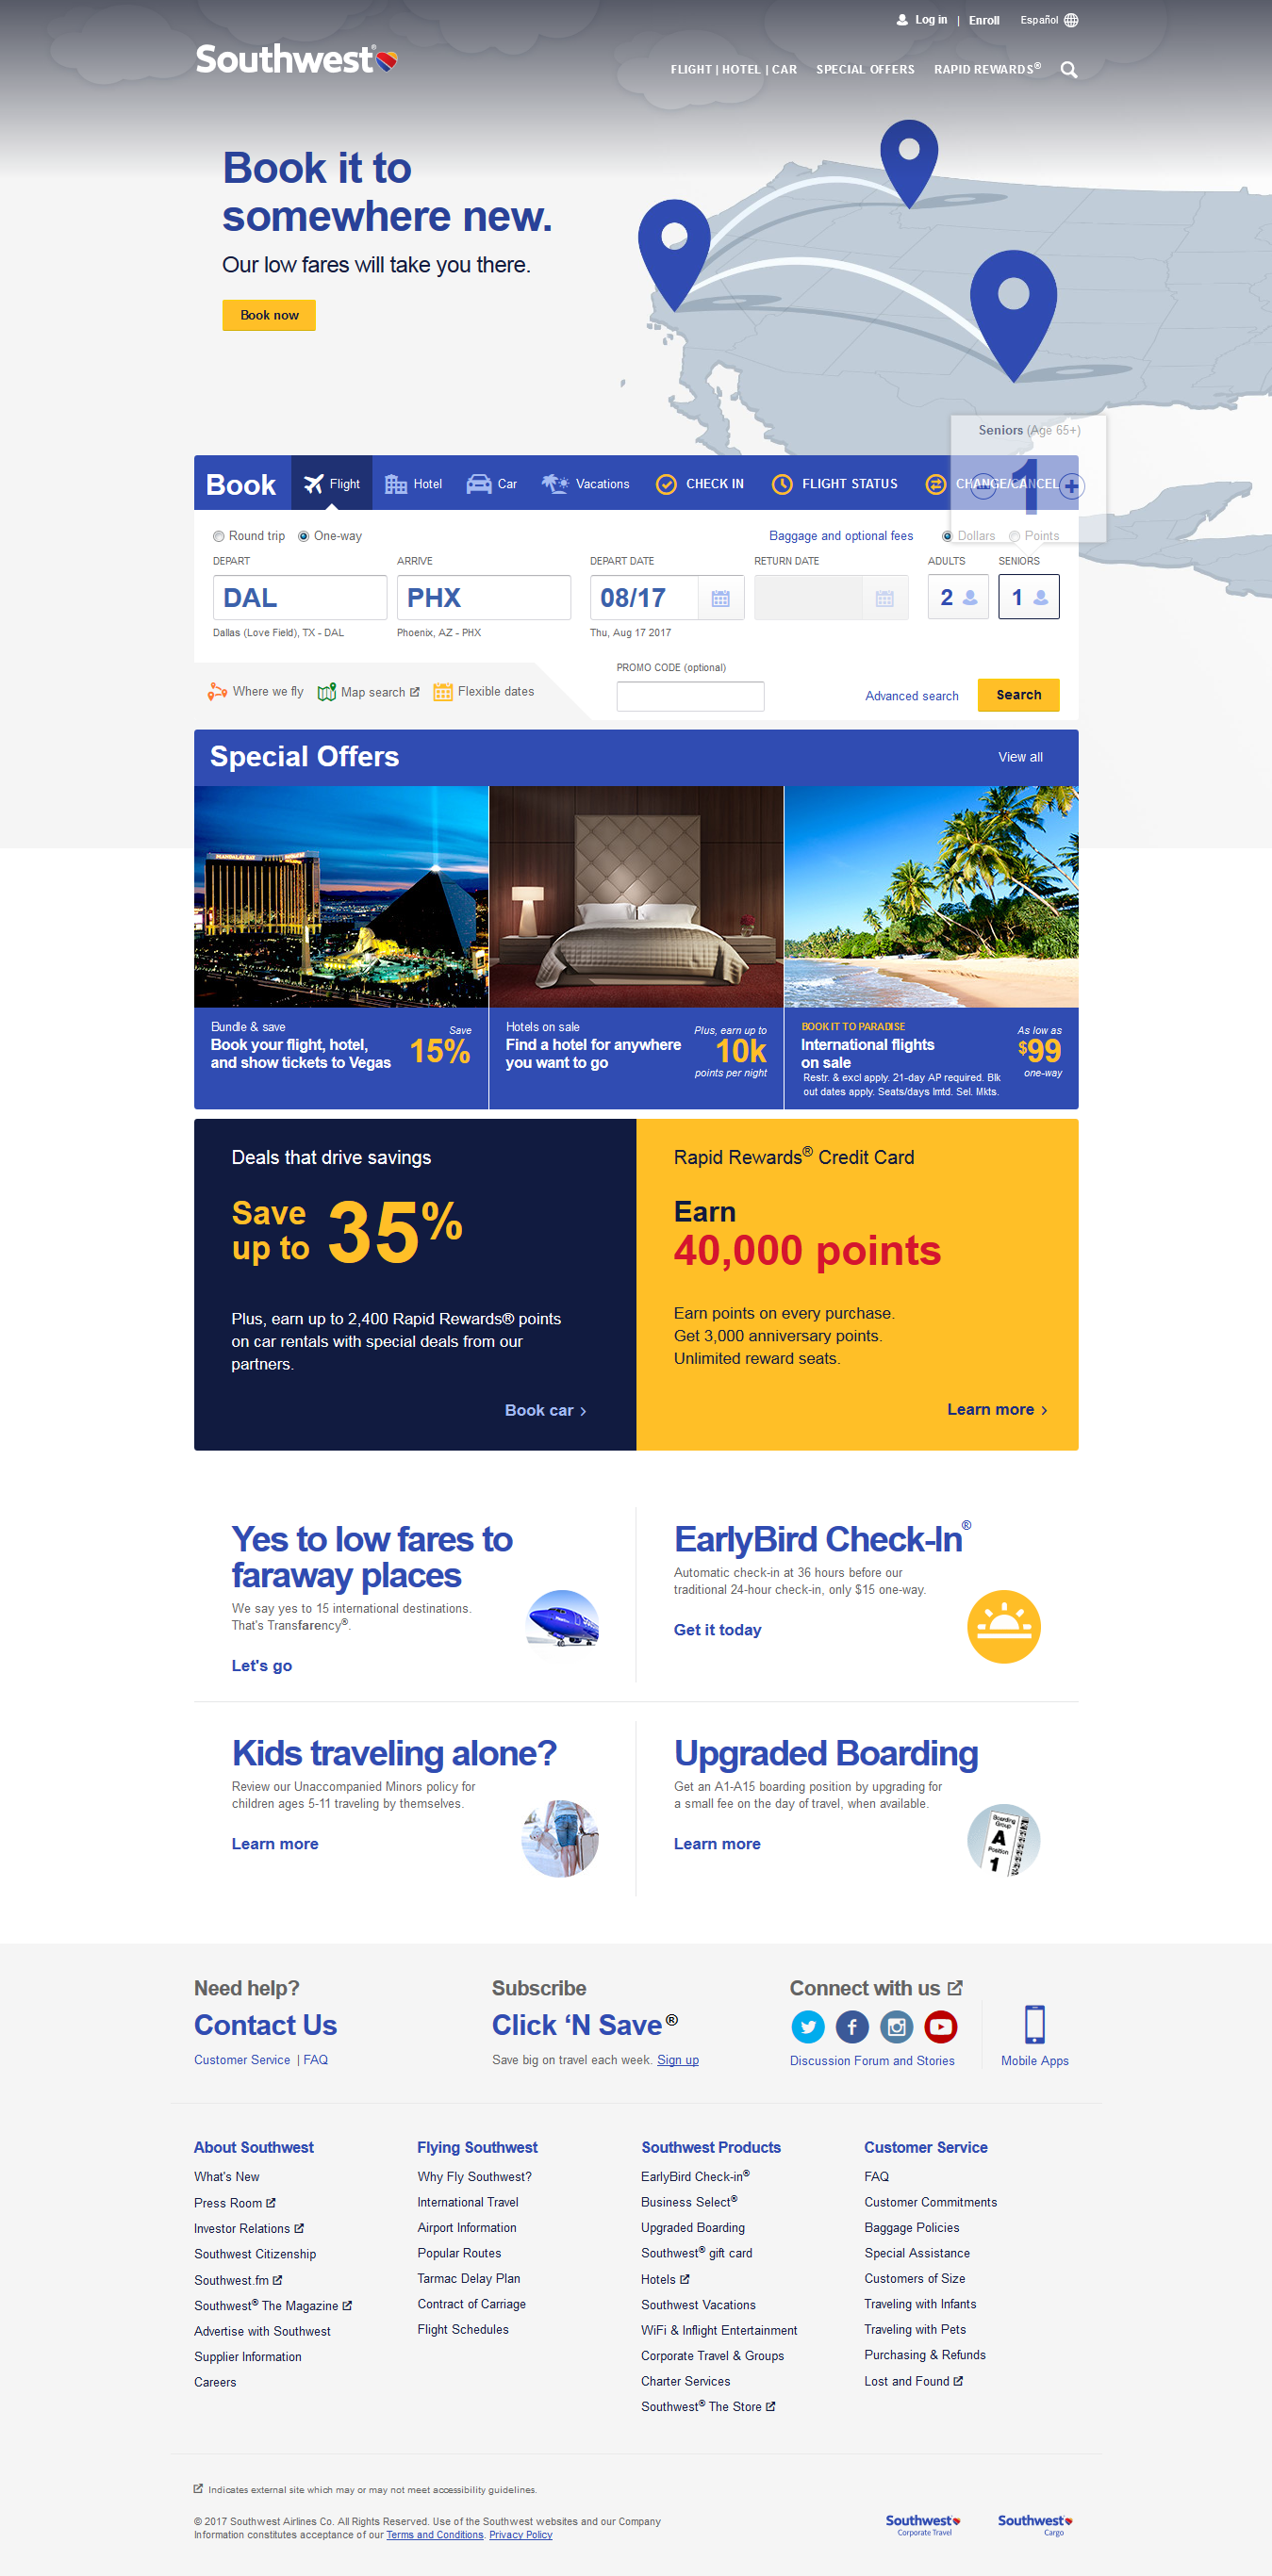 Log in | Enroll Español
Southwest®
FLIGHT | HOTEL | CAR SPECIAL OFFERS RAPID REWARDS®
Book it to
somewhere new.
Our low fares will take you there.
Book now
Seniors (Age 65+)
1
Book Flight Hotel Car Vacations CHECK IN FLIGHT STATUS CHANGE/CANCEL
Round trip One-way Baggage and optional fees Dollars Points
DEPART ARRIVE DEPART DATE RETURN DATE ADULTS SENIORS
DAL PHX 08/17 2 1
Dallas (Love Field), TX - DAL Phoenix, AZ - PHX Thu, Aug 17 2017
PROMO CODE (optional)
Where we fly Map search Flexible dates Advanced search Search
Special Offers View all
MANDALAY BAY
Bundle & save
Book your flight, hotel,
and show tickets to Vegas
Save
15%
Hotels on sale
Find a hotel for anywhere
you want to go
Plus, earn up to
10k
points per night
BOOK IT TO PARADISE
International flights
on sale
Restr. & excl apply. 21-day AP required. Blk
out dates apply. Seats/days lmtd. Sel. Mkts.
As low as
$99
one-way
Deals that drive savings
Save
up to 35%
Plus, earn up to 2,400 Rapid Rewards® points
on car rentals with special deals from our
partners.
Book car
Rapid Rewards® Credit Card
Earn
40,000 points
Earn points on every purchase.
Get 3,000 anniversary points.
Unlimited reward seats.
Learn more
Yes to low fares to
faraway places
We say yes to 15 international destinations.
That's Transfarency®.
Let's go
EarlyBird Check-In®
Automatic check-in at 36 hours before our
traditional 24-hour check-in, only $15 one-way.
Get it today
Kids traveling alone?
Review our Unaccompanied Minors policy for
children ages 5-11 traveling by themselves.
Learn more
Upgraded Boarding
Get an A1-A15 boarding position by upgrading for
a small fee on the day of travel, when available.
Learn more
Boarding
Group
A
Position
1
Need help?
Contact Us
Customer Service | FAQ
Subscribe
Click ‘N Save®
Save big on travel each week. Sign up
Connect with us
Discussion Forum and Stories
Mobile Apps
About Southwest
What's New
Press Room
Investor Relations
Southwest Citizenship
Southwest.fm
Southwest® The Magazine
Advertise with Southwest
Supplier Information
Careers
Flying Southwest
Why Fly Southwest?
International Travel
Airport Information
Popular Routes
Tarmac Delay Plan
Contract of Carriage
Flight Schedules
Southwest Products
EarlyBird Check-in®
Business Select®
Upgraded Boarding
Southwest® gift card
Hotels
Southwest Vacations
WiFi & Inflight Entertainment
Corporate Travel & Groups
Charter Services
Southwest® The Store
Customer Service
FAQ
Customer Commitments
Baggage Policies
Special Assistance
Customers of Size
Traveling with Infants
Traveling with Pets
Purchasing & Refunds
Lost and Found
Indicates external site which may or may not meet accessibility guidelines.
© 2017 Southwest Airlines Co. All Rights Reserved. Use of the Southwest websites and our Company
Information constitutes acceptance of our Terms and Conditions. Privacy Policy
Southwest
Corporate Travel
Southwest
Cargo